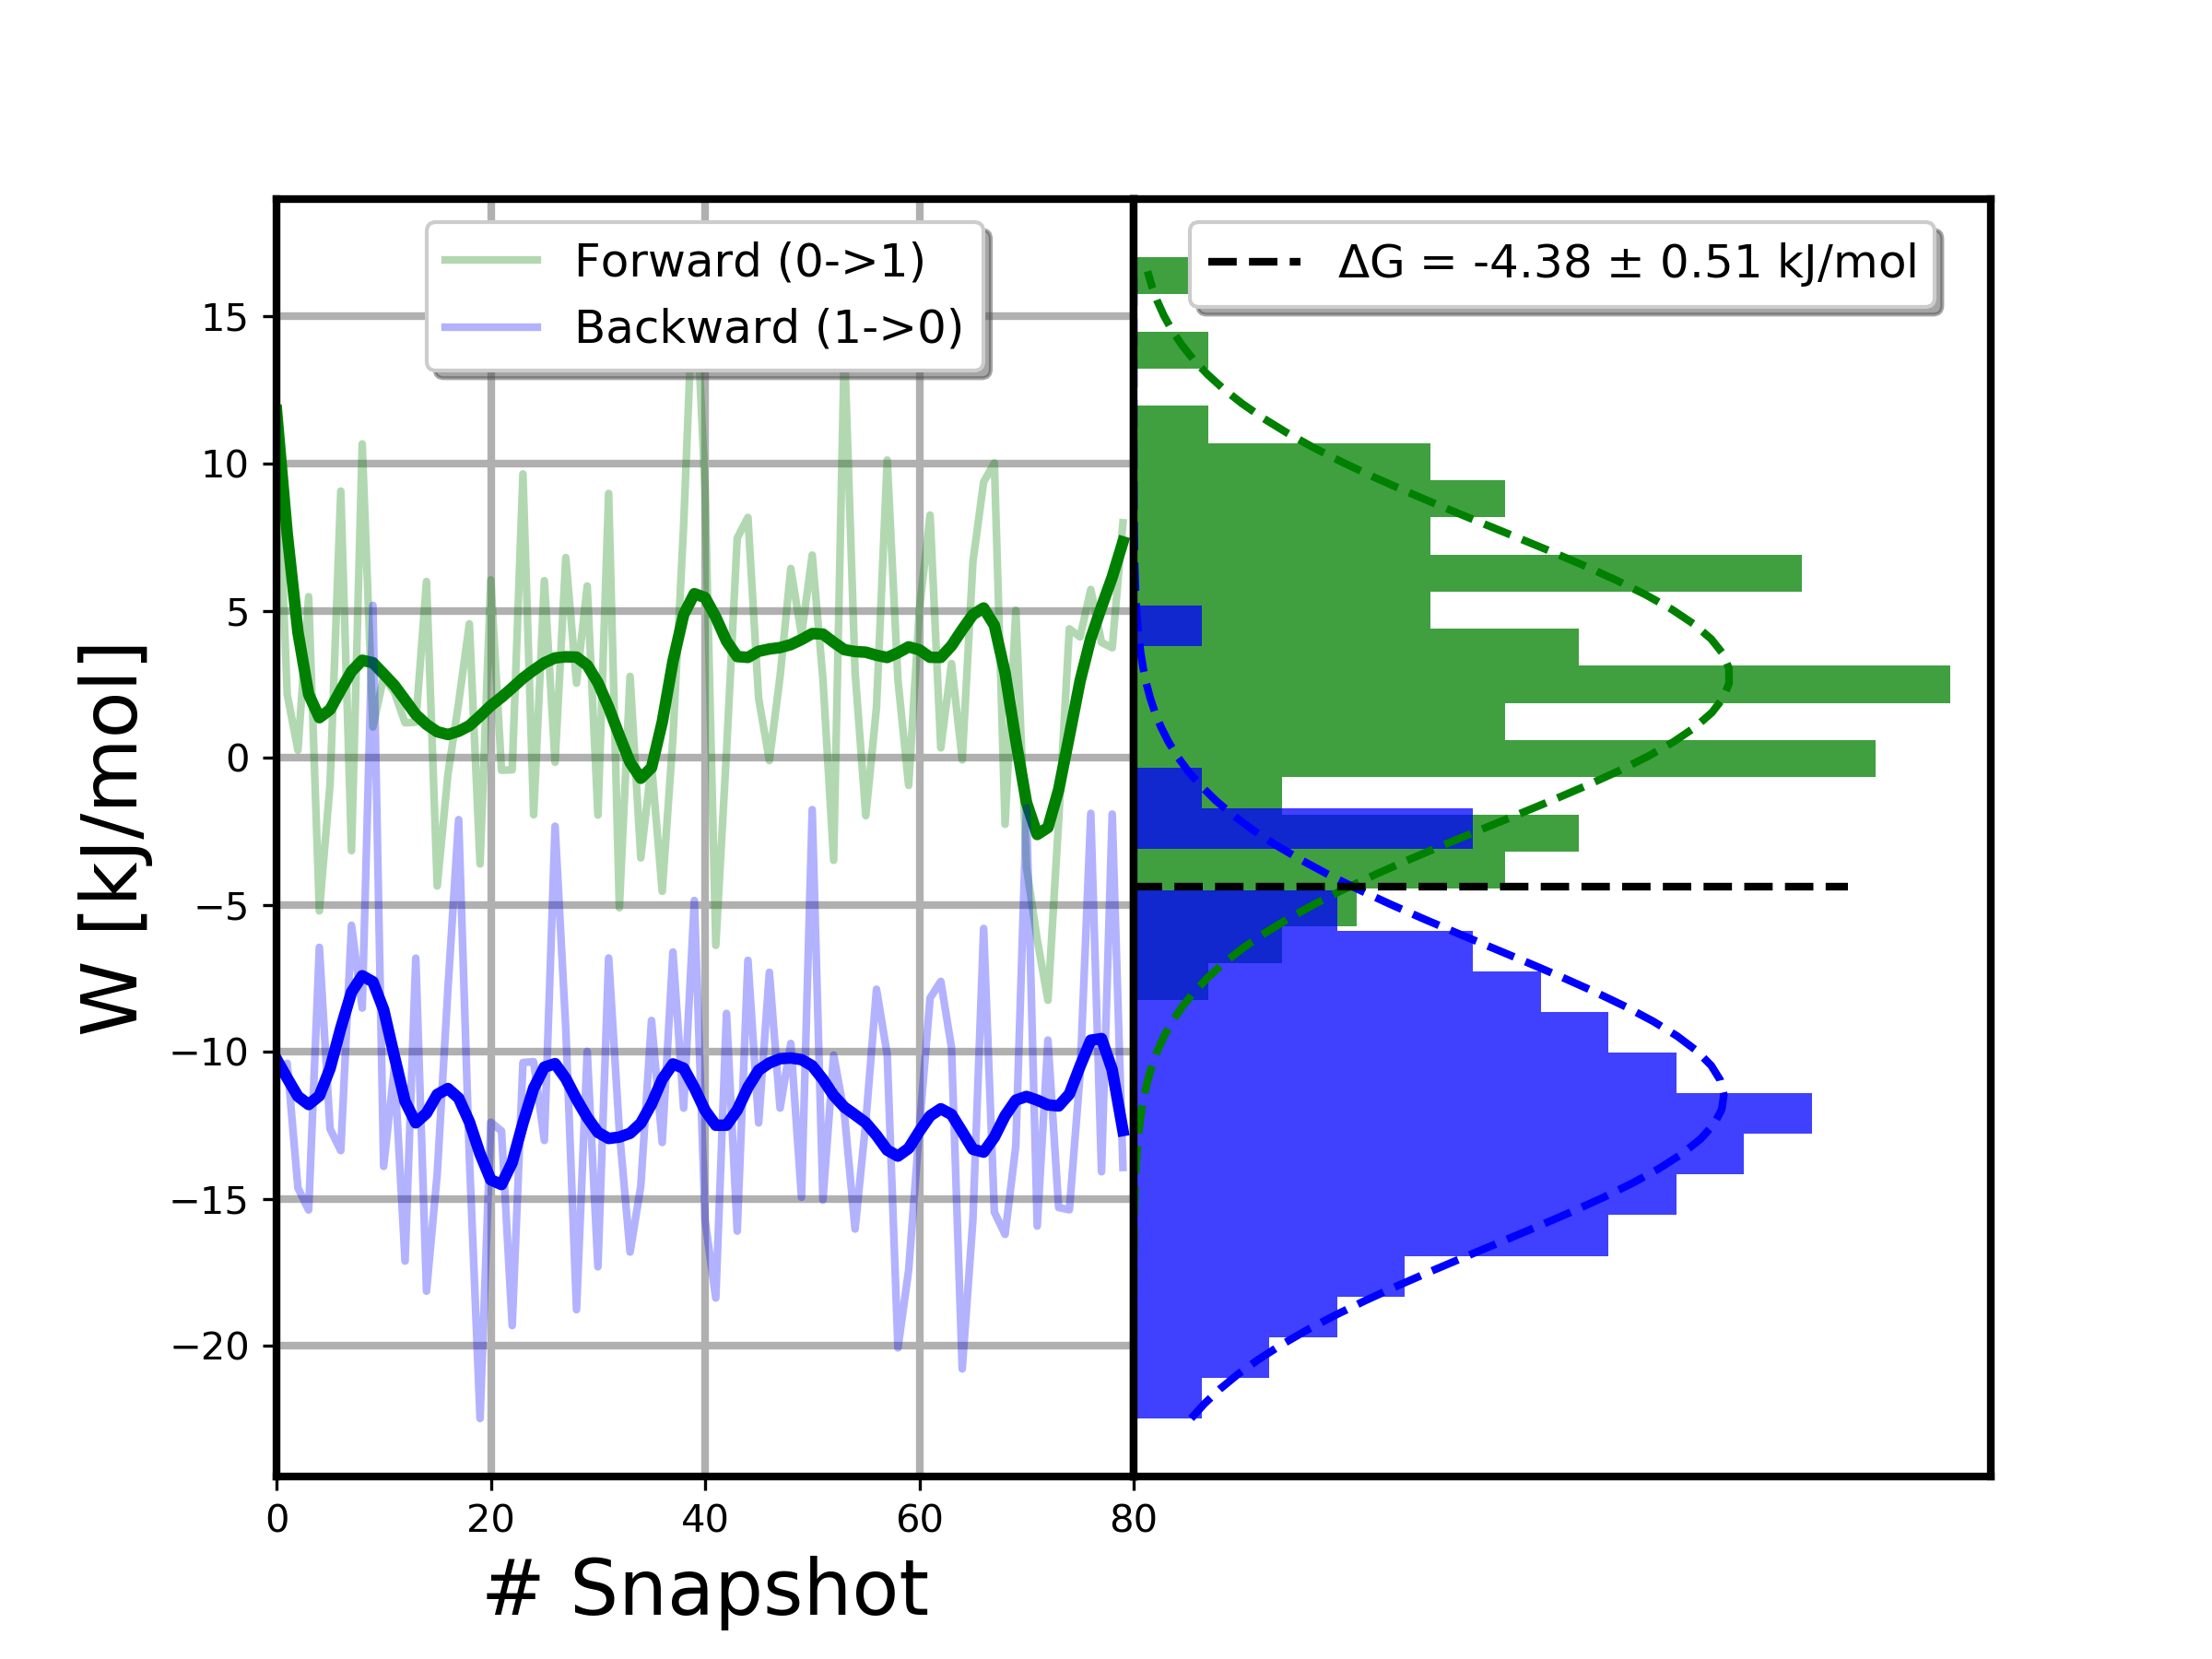 Forward (0->1)
Backward (1->0)
ΔG = -4.38 ± 0.51 kJ/mol
W [kJ/mol]
15
10
5
0
−5
−10
−15
−20
0 20 40 60 80
# Snapshot